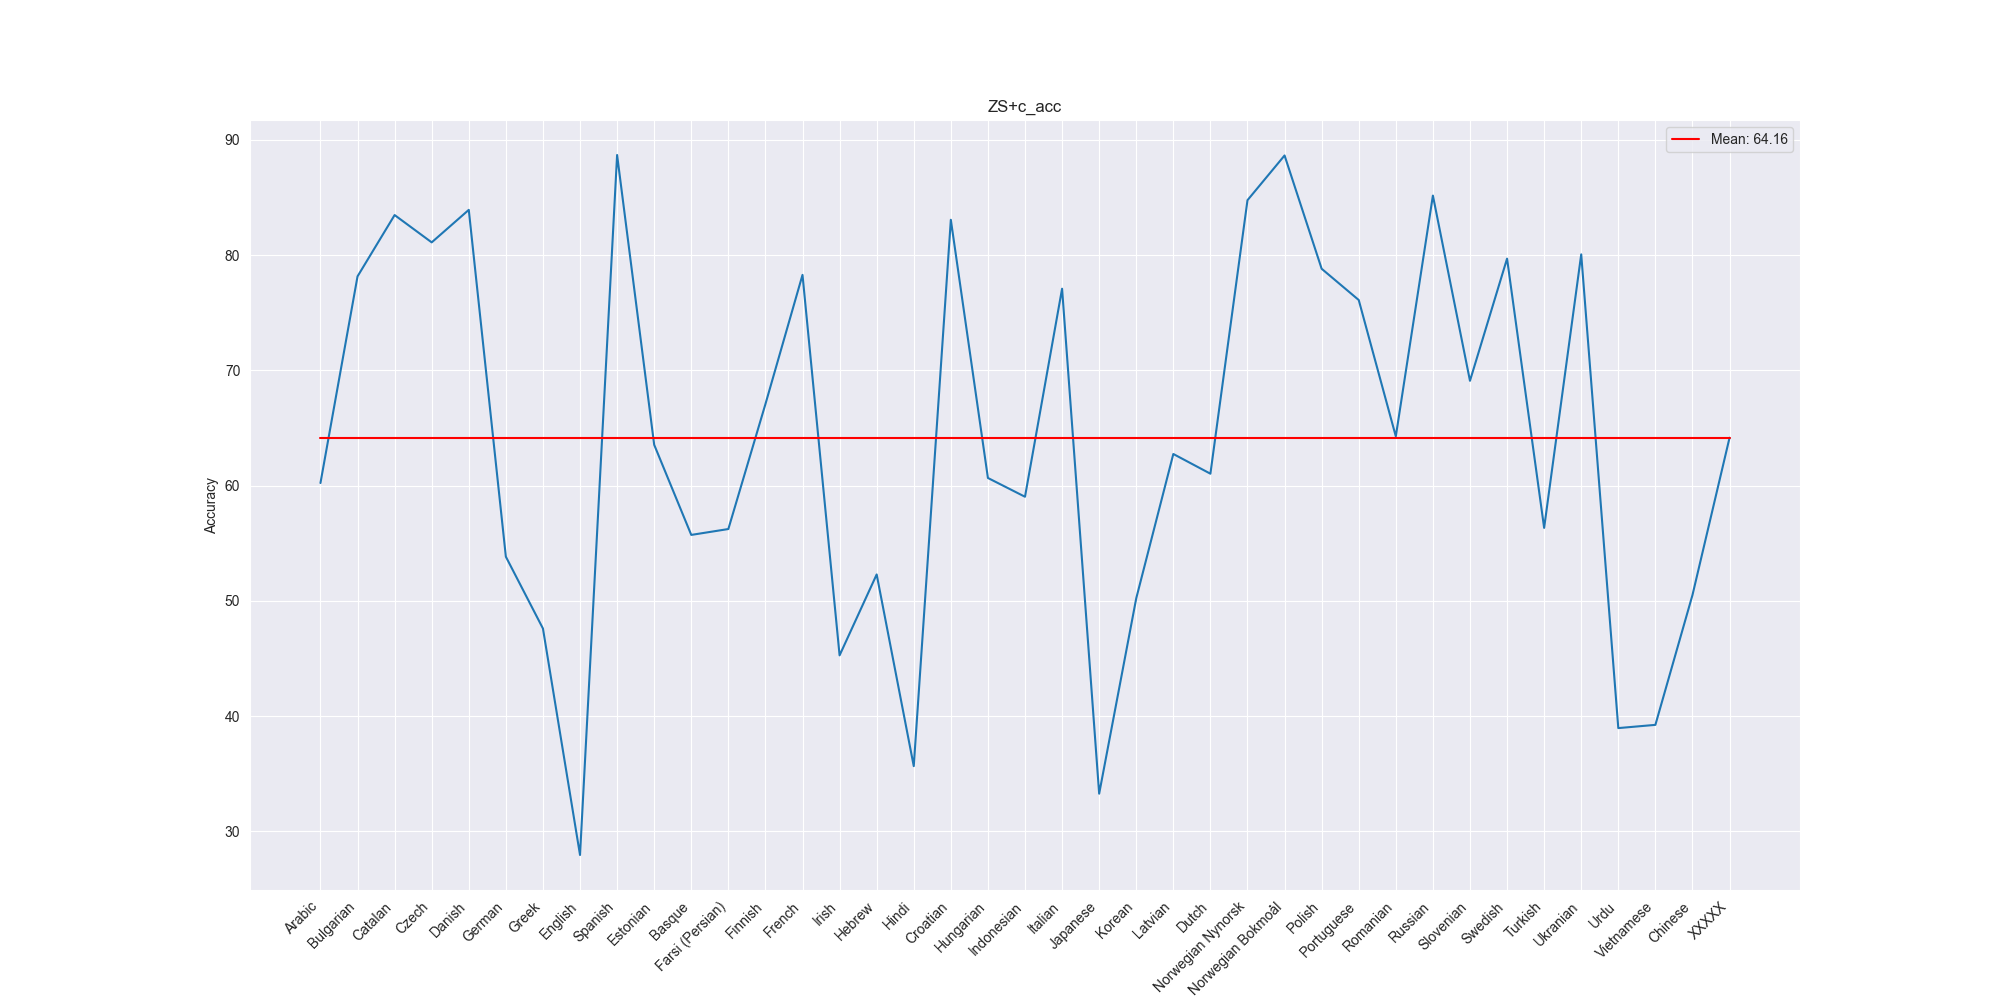 ZS+c_acc
Mean: 64.16
90
80
70
60
50
40
30
Accuracy
Arabic
Bulgarian
Catalan
Czech
Danish
German
Greek
English
Spanish
Estonian
Basque
Farsi (Persian)
Finnish
French
Irish
Hebrew
Hindi
Croatian
Hungarian
Indonesian
Italian
Japanese
Korean
Latvian
Dutch
Norwegian Nynorsk
Norwegian Bokmoål
Polish
Portuguese
Romanian
Russian
Slovenian
Swedish
Turkish
Ukranian
Urdu
Vietnamese
Chinese
XXXXX